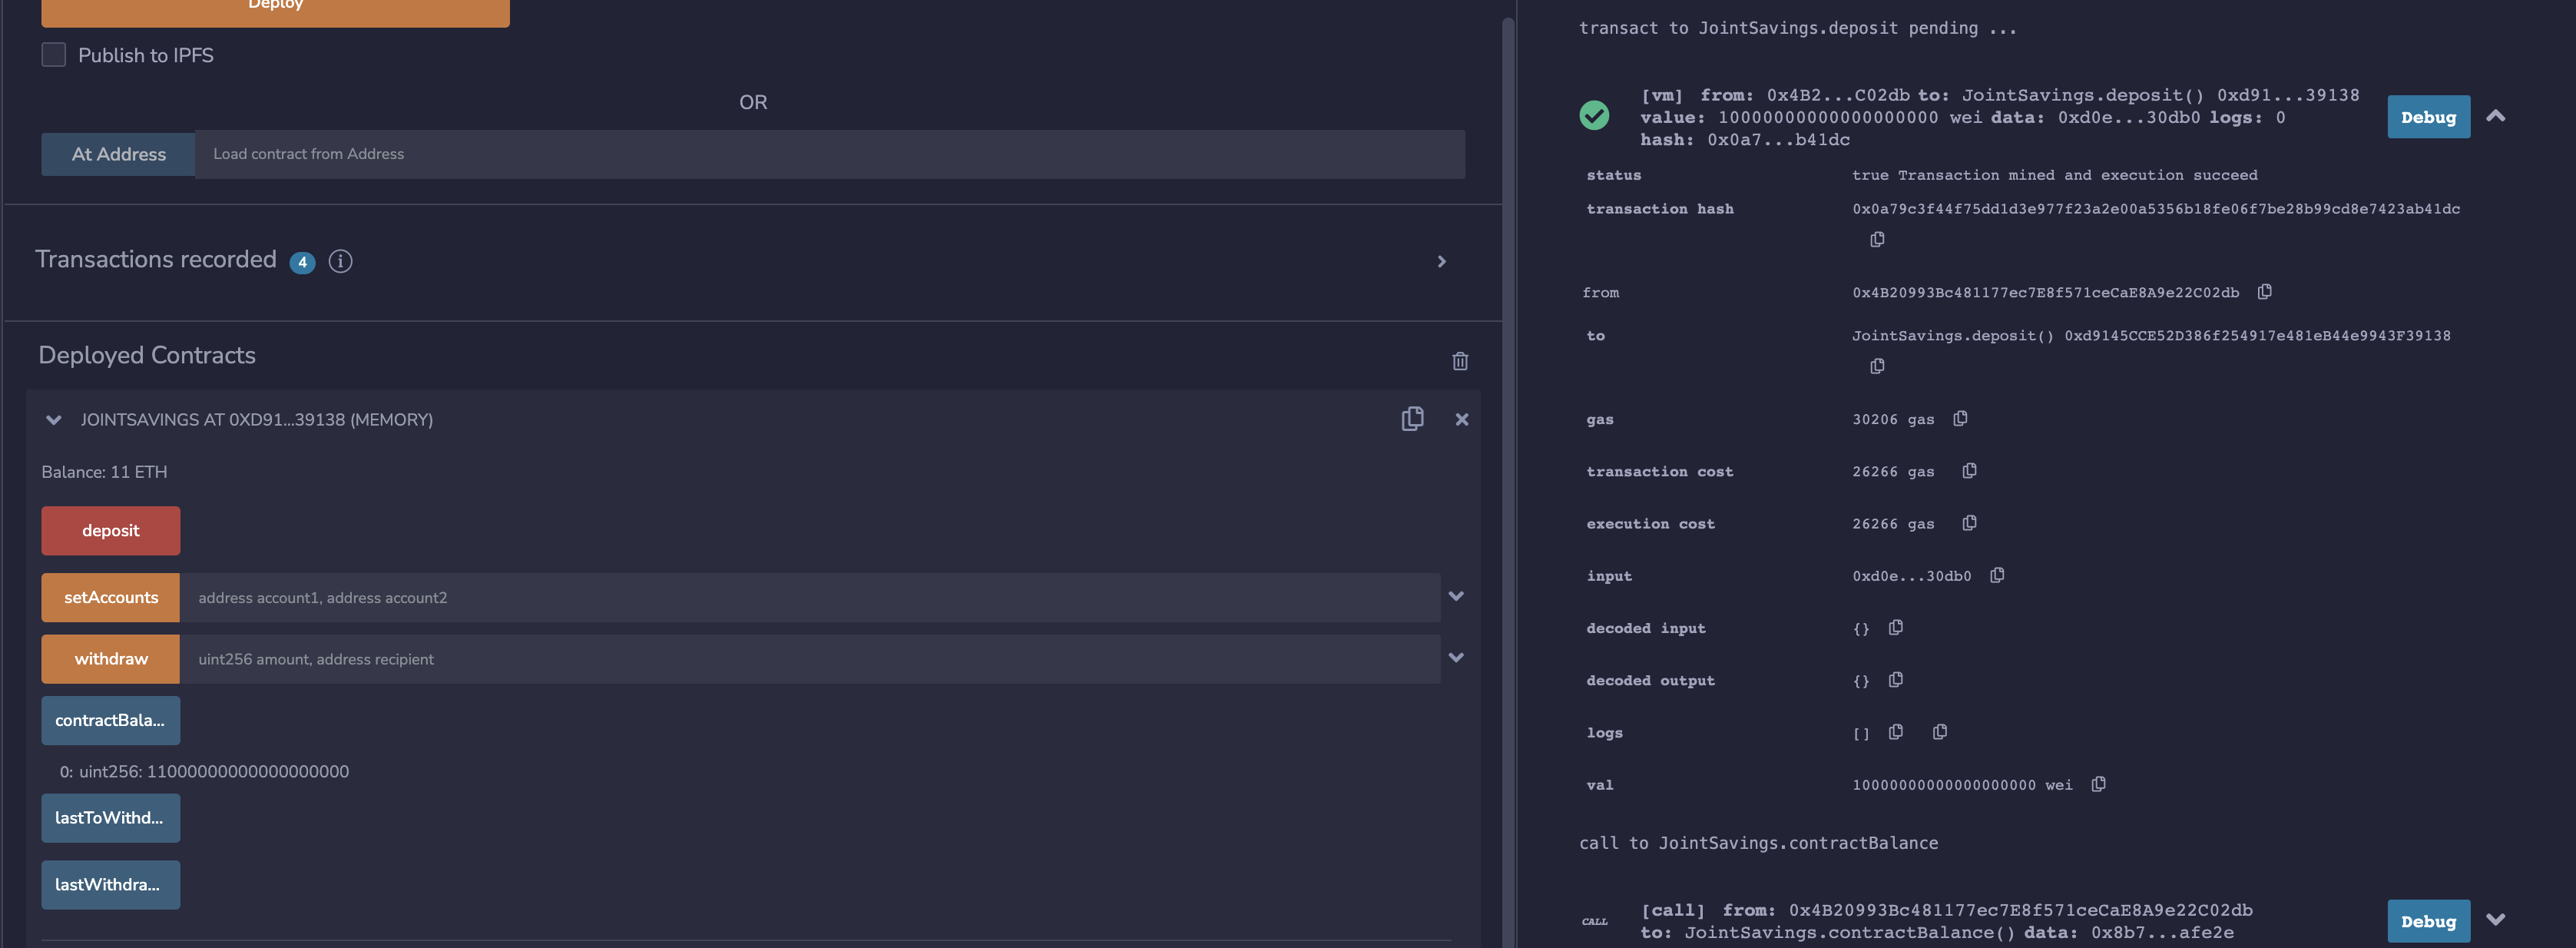 Deploy
Publish to IPFS
OR
At Address
Load contract from Address
Transactions recorded 4 i
Deployed Contracts
JOINTSAVINGS AT 0XD91...39138 (MEMORY)
Balance: 11 ETH
deposit
setAccounts
address account1, address account2
withdraw
uint256 amount, address recipient
contractBala...
0: uint256: 11000000000000000000
lastToWithd...
lastWithdra...
transact to JointSavings.deposit pending ...
[vm] from: 0x4B2...C02db to: JointSavings.deposit() 0xd91...39138
value: 10000000000000000000 wei data: 0xd0e...30db0 logs: 0
hash: 0x0a7...b41dc
Debug
status true Transaction mined and execution succeed
transaction hash 0x0a79c3f44f75dd1d3e977f23a2e00a5356b18fe06f7be28b99cd8e7423ab41dc
from 0x4B20993Bc481177ec7E8f571ceCaE8A9e22C02db
to JointSavings.deposit() 0xd9145CCE52D386f254917e481eB44e9943F39138
gas 30206 gas
transaction cost 26266 gas
execution cost 26266 gas
input 0xd0e...30db0
decoded input {}
decoded output {}
logs []
val 10000000000000000000 wei
call to JointSavings.contractBalance
CALL
[call] from: 0x4B20993Bc481177ec7E8f571ceCaE8A9e22C02db
to: JointSavings.contractBalance() data: 0x8b7...afe2e
Debug